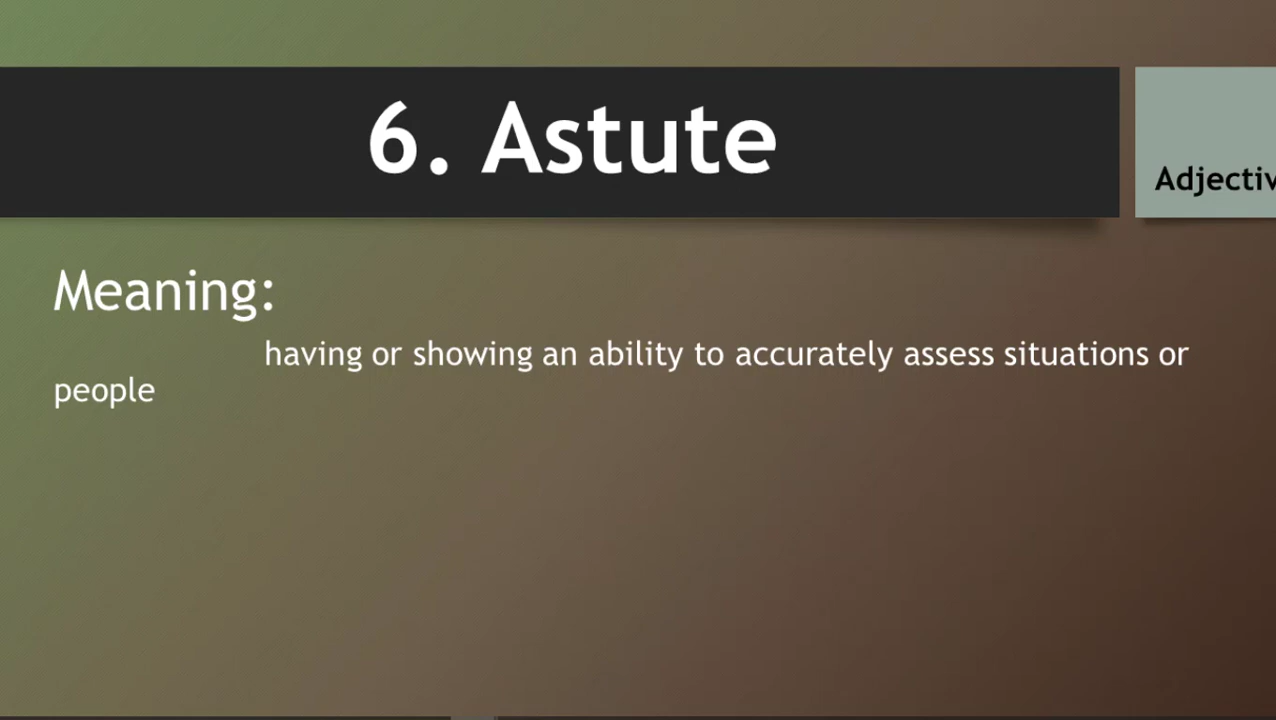 6. Astute
Adjectiv
Meaning:
having or showing an ability to accurately assess situations or
people